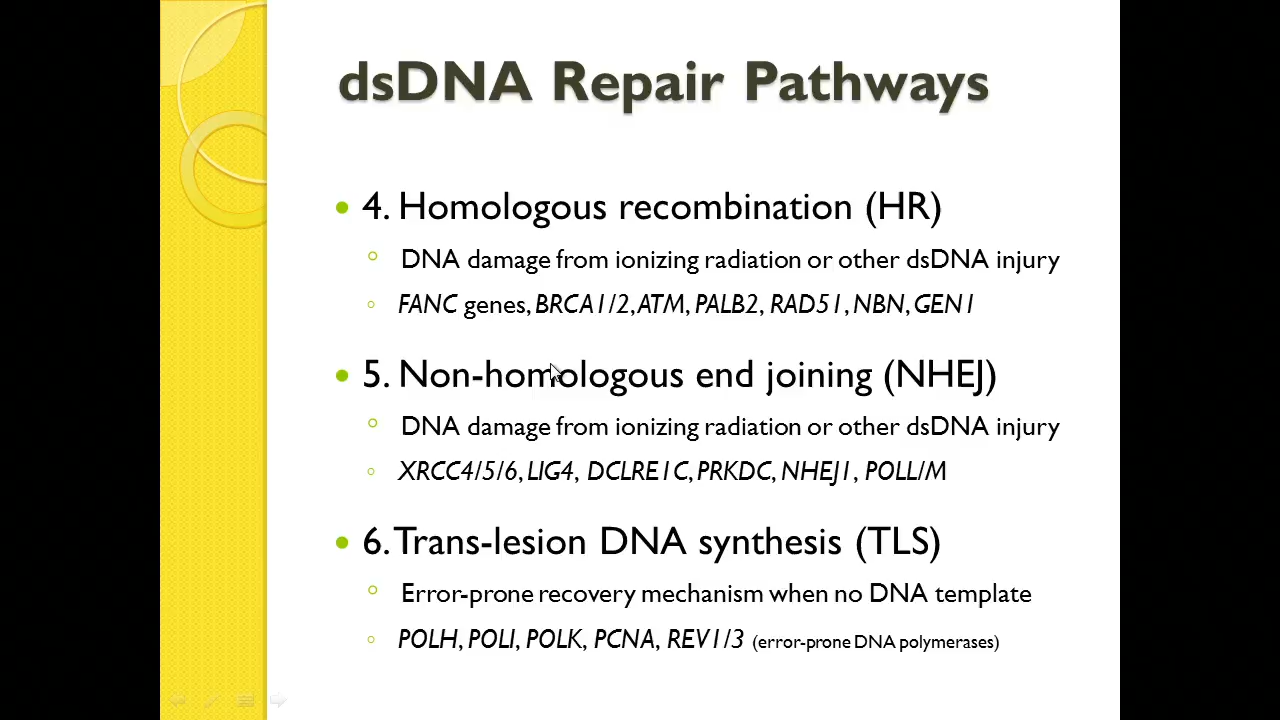 dsDNA Repair Pathways
4. Homologous recombination (HR)
DNA damage from ionizing radiation or other dsDNA injury
FANC genes, BRCA1/2, ATM, PALB2, RAD51, NBN, GEN1
5. Non-homologous end joining (NHEJ)
DNA damage from ionizing radiation or other dsDNA injury
XRCC4/5/6, LIG4, DCLRE1C, PRKDC, NHEJ1, POLL/M
6. Trans-lesion DNA synthesis (TLS)
Error-prone recovery mechanism when no DNA template
POLH, POLI, POLK, PCNA, REV1/3 (error-prone DNA polymerases)